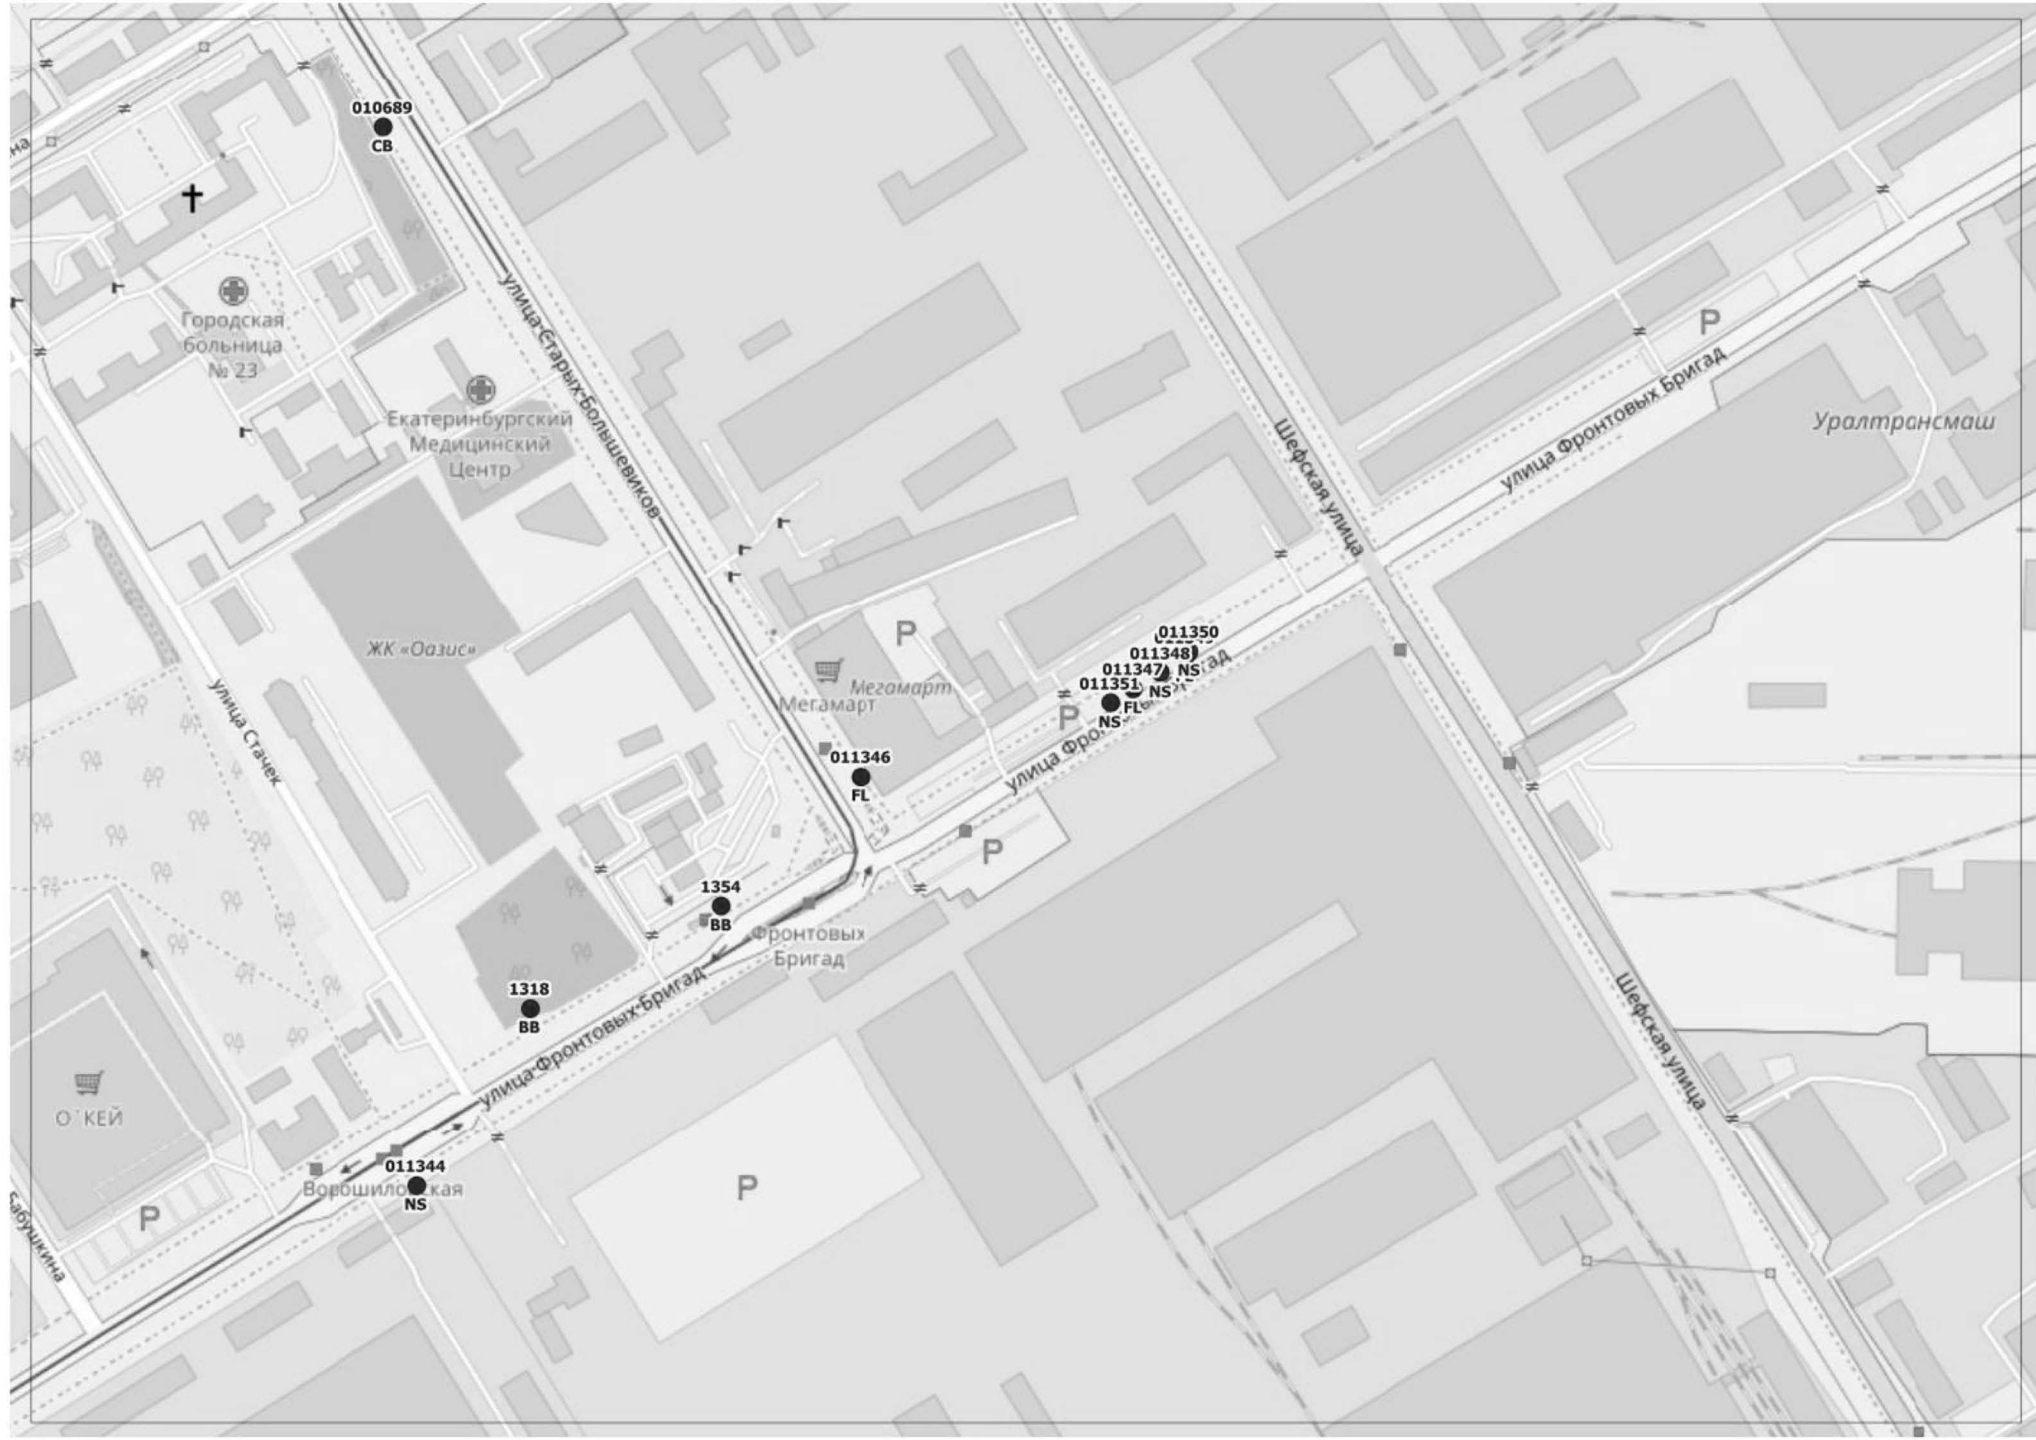 010689
CB
улица Старых Большевиков
Городская
больница
№ 23
P
улица Фронтовых Бригад
Екатеринбургский
Медицинский
Центр
Уралтрансмаш
Шефская улица
ЖК «Оазис»
P
011350
011348
011347
NS
011351
NS
FL
NS
Мегамарт
Мегамарт
P
улица Стачек
011346
FL
P
1354
BB
Фронтовых
Бригад
1318
BB
улица Фронтовых Бригад
Шефская улица
О`КЕЙ
011344
NS
P
P